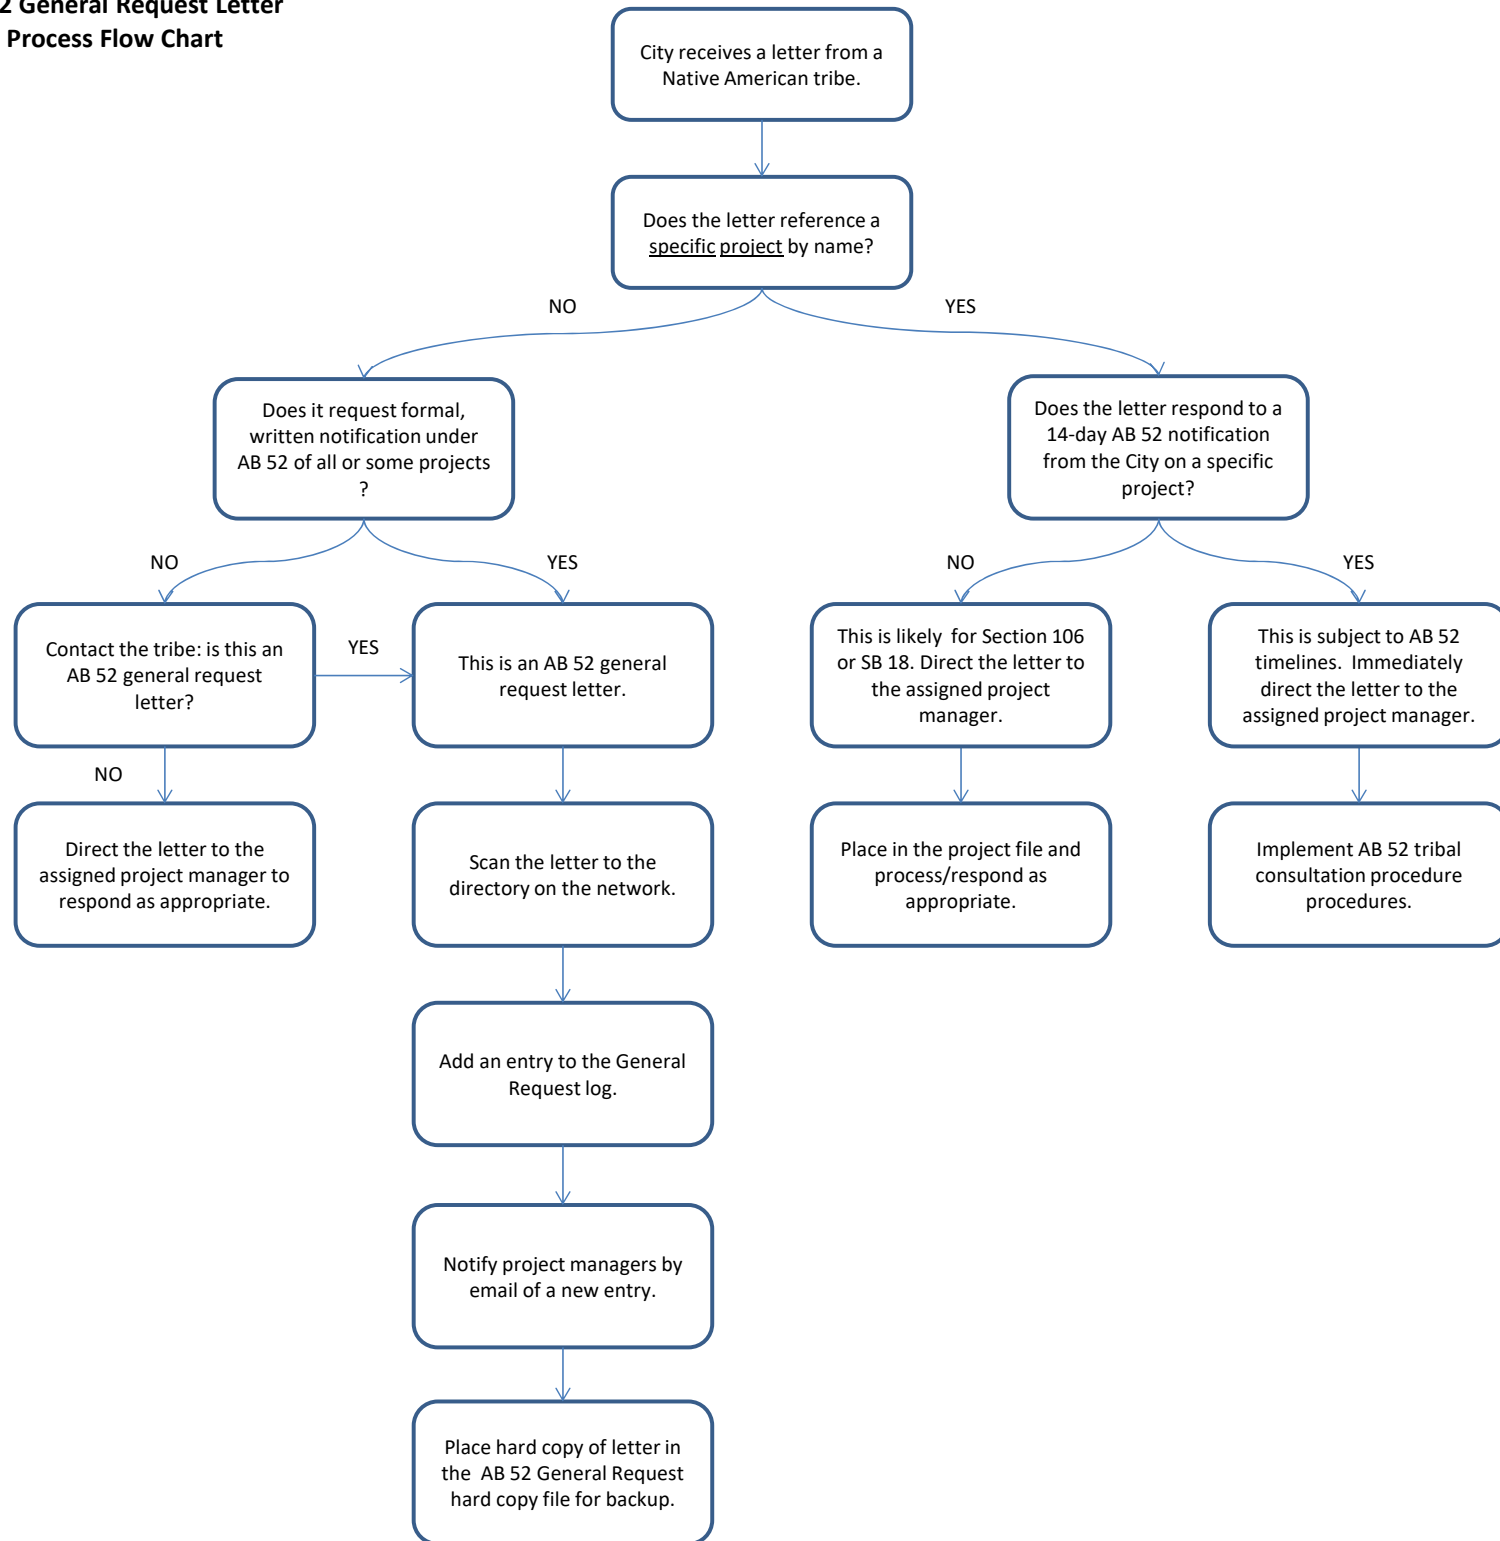 2 General Request Letter
Process Flow Chart
City receives a letter from a
Native American tribe.
Does the letter reference a
specific project by name?
NO
YES
Does it request formal,
written notification under
AB 52 of all or some projects
?
Does the letter respond to a
14-day AB 52 notification
from the City on a specific
project?
NO
YES
NO
YES
Contact the tribe: is this an
AB 52 general request
letter?
YES
This is an AB 52 general
request letter.
This is likely for Section 106
or SB 18. Direct the letter to
the assigned project
manager.
This is subject to AB 52
timelines. Immediately
direct the letter to the
assigned project manager.
NO
Direct the letter to the
assigned project manager to
respond as appropriate.
Scan the letter to the
directory on the network.
Place in the project file and
process/respond as
appropriate.
Implement AB 52 tribal
consultation procedure
procedures.
Add an entry to the General
Request log.
Notify project managers by
email of a new entry.
Place hard copy of letter in
the AB 52 General Request
hard copy file for backup.